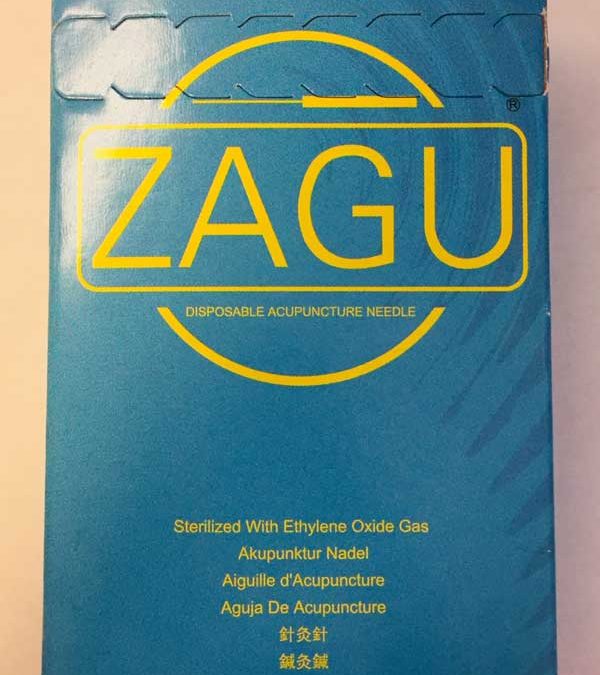 ®
ZAGU
DISPOSABLE ACUPUNCTURE NEEDLE
Sterilized With Ethylene Oxide Gas
Akupunktur Nadel
Aiguille d'Acupuncture
Aguja De Acupuncture
針灸針
鍼灸鍼